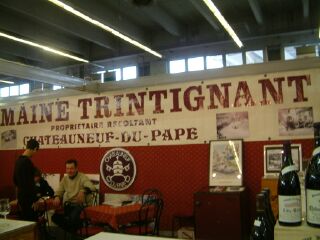 MAINE TRINTIGNANT
PROPRIETAIRE RECOLTANT
CHATEAUNEUF-DU-PAPE